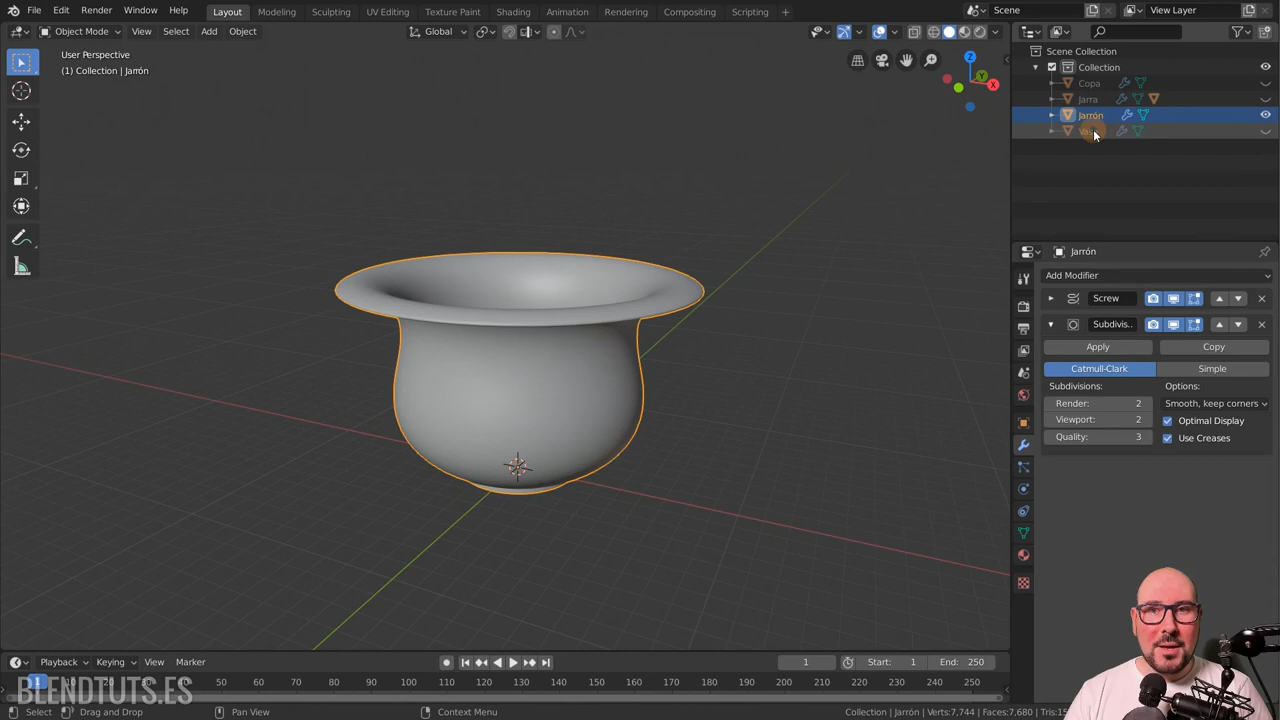 File Edit Render Window Help Layout Modeling Sculpting UV Editing Texture Paint Shading Animation Rendering Compositing Scripting + Scene View Layer
Object Mode View Select Add Object Global
User Perspective
(1) Collection | Jarrón
Z
Y
X
Scene Collection
Collection
Copa
Jarra
Jarrón
Jarrón
Add Modifier
Screw
Subdivis..
Apply Copy
Catmull-Clark Simple
Subdivisions: Options:
Render: 2 Smooth, keep corners
Viewport: 2 Optimal Display
Quality: 3 Use Creases
Playback Keying View Marker 1 Start: 1 End: 250
1 10 20 30 40 50 60 70 80 90 100 110 120 130 140 150 160 170 180 190 200 210 220 230 240 250
BLENDTUTS.ES
Select Drag and Drop Pan View Context Menu Collection | Jarrón | Verts:7,744 | Faces:7,680 |